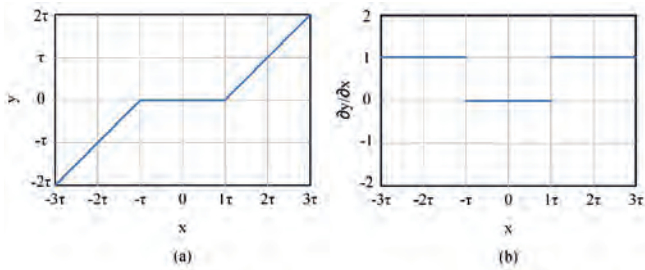 2τ
τ
0
-τ
-2τ
y
-3τ -2τ -τ 0 1τ 2τ 3τ
x
(a)
2
1
0
-1
-2
∂y/∂x
-3τ -2τ -τ 0 1τ 2τ 3τ
x
(b)